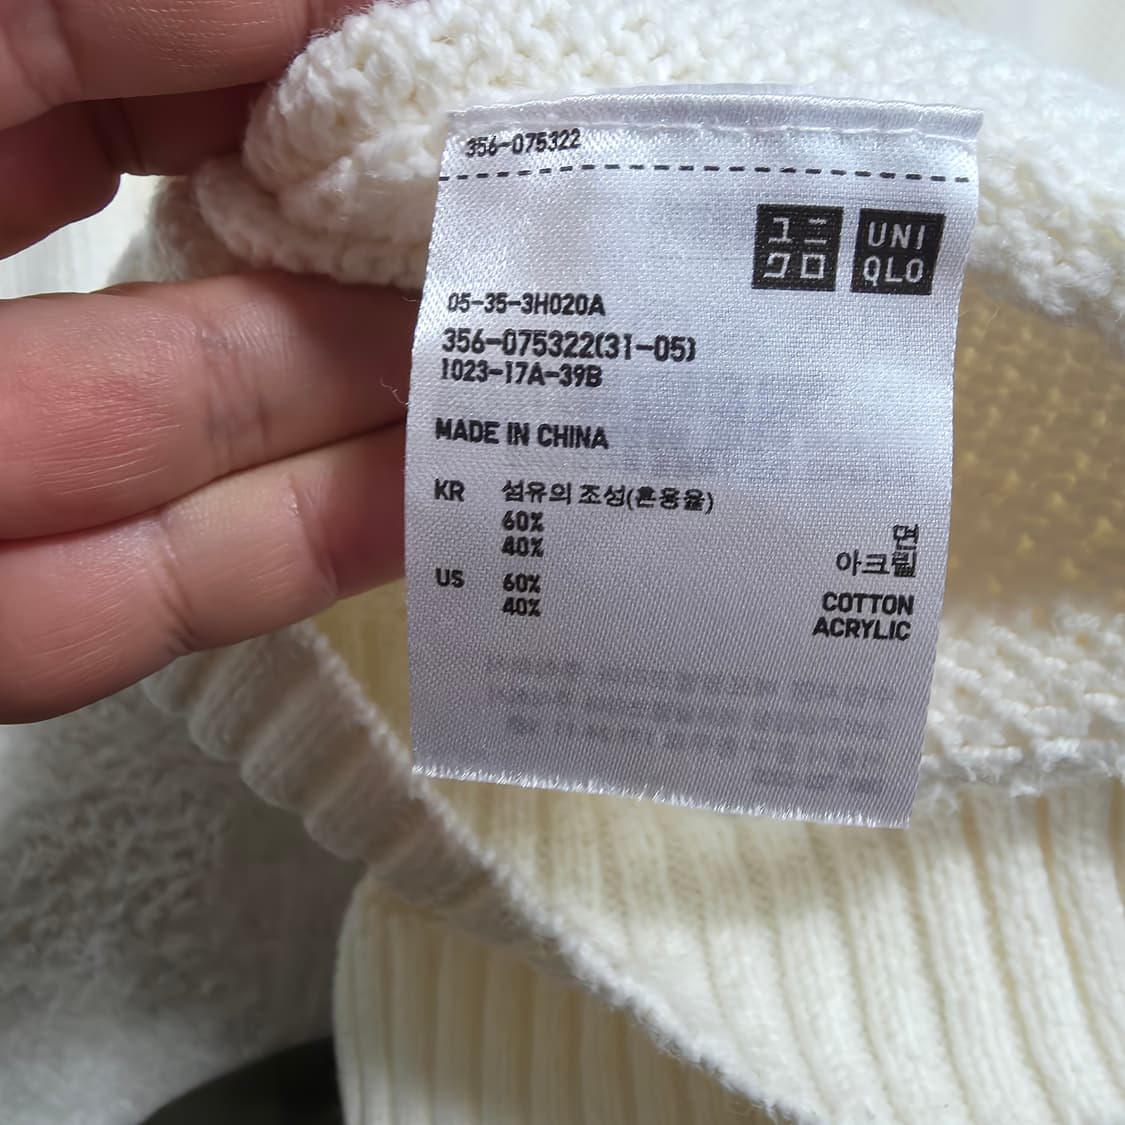 356-075322
ユニ
クロ
UNI
QLO
05-35-3H020A
356-075322(31-05)
1023-17A-39B
MADE IN CHINA
KR 섬유의 조성(혼용율)
60% 면
40% 아크릴
US 60% COTTON
40% ACRYLIC